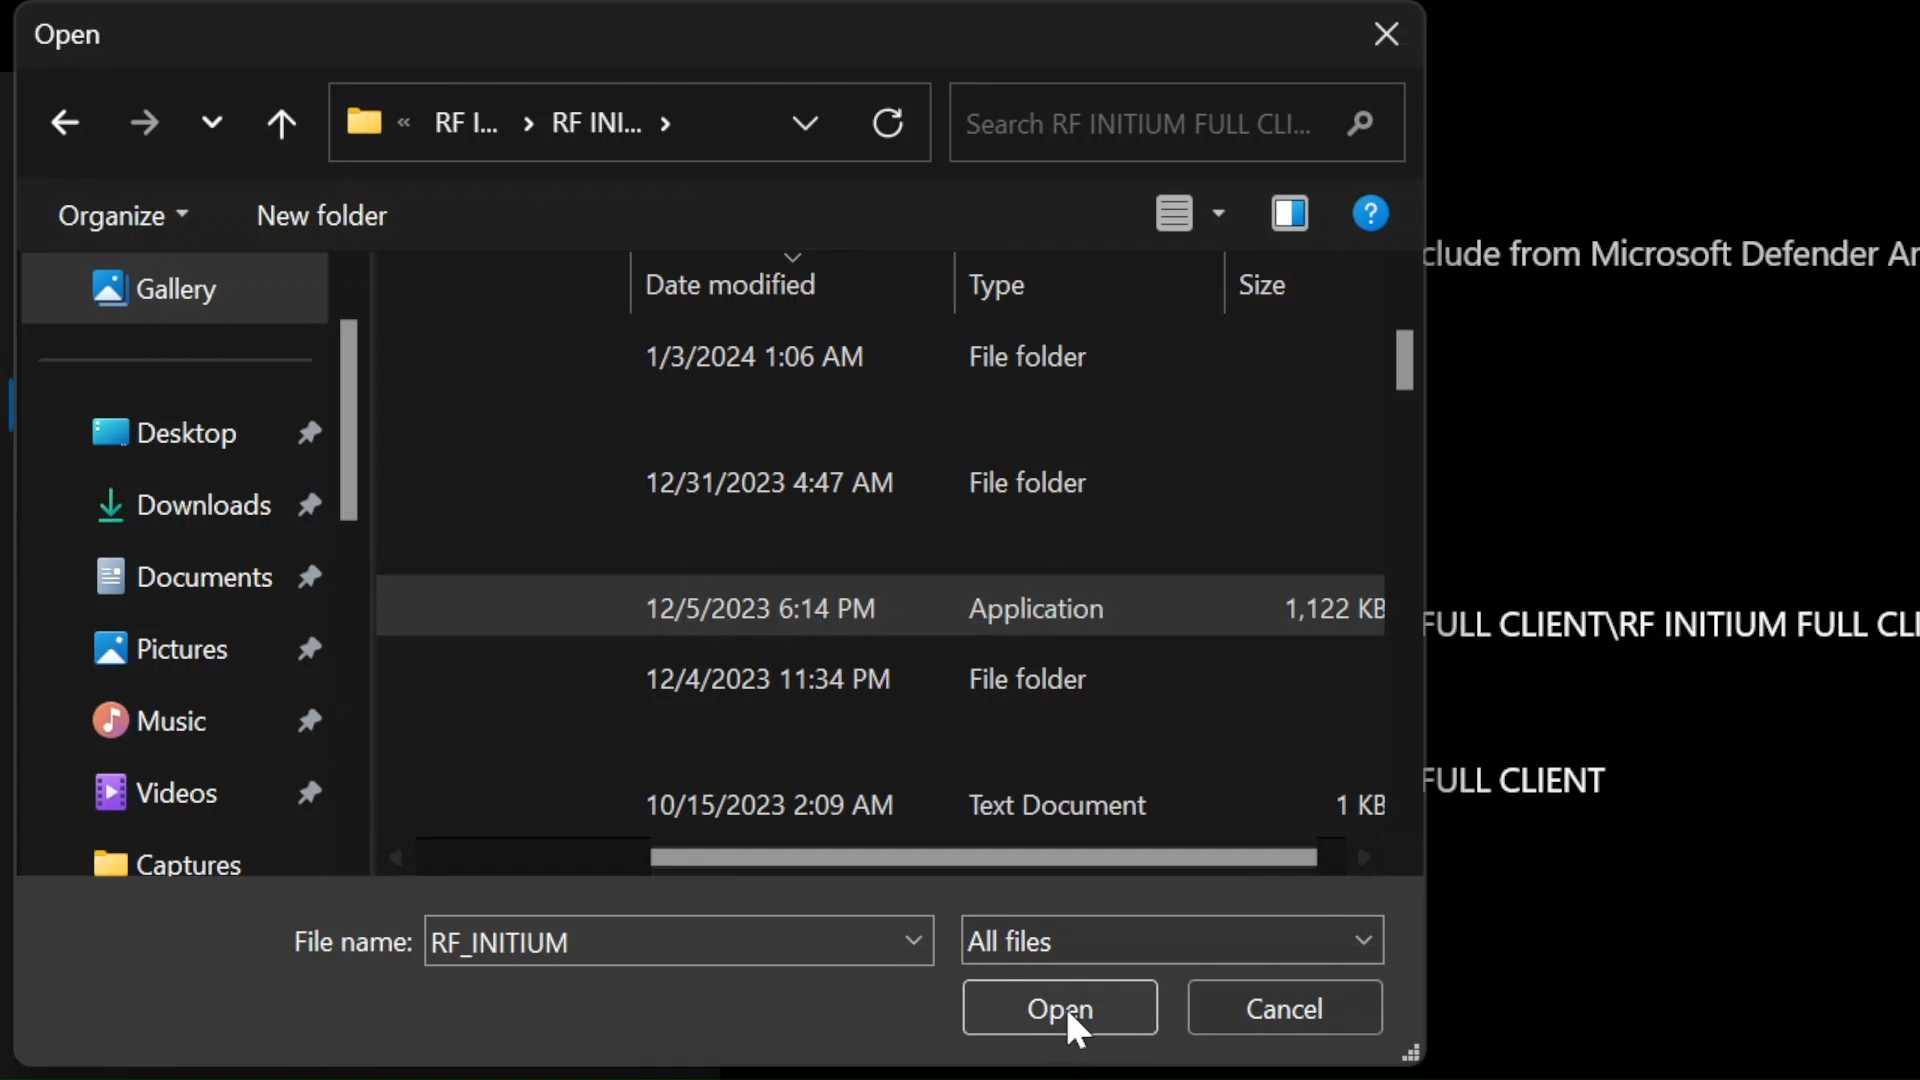 Open
« RF I... › RF INI... ›
Search RF INITIUM FULL CLI...
Organize
New folder
?
clude from Microsoft Defender An
Gallery
Date modified
Type
Size
1/3/2024 1:06 AM
File folder
Desktop
12/31/2023 4:47 AM
File folder
Downloads
Documents
12/5/2023 6:14 PM
Application
1,122 KB
FULL CLIENT\RF INITIUM FULL CLI
Pictures
12/4/2023 11:34 PM
File folder
Music
Videos
10/15/2023 2:09 AM
Text Document
1 KB
FULL CLIENT
Captures
File name:
RF_INITIUM
All files
Open
Cancel